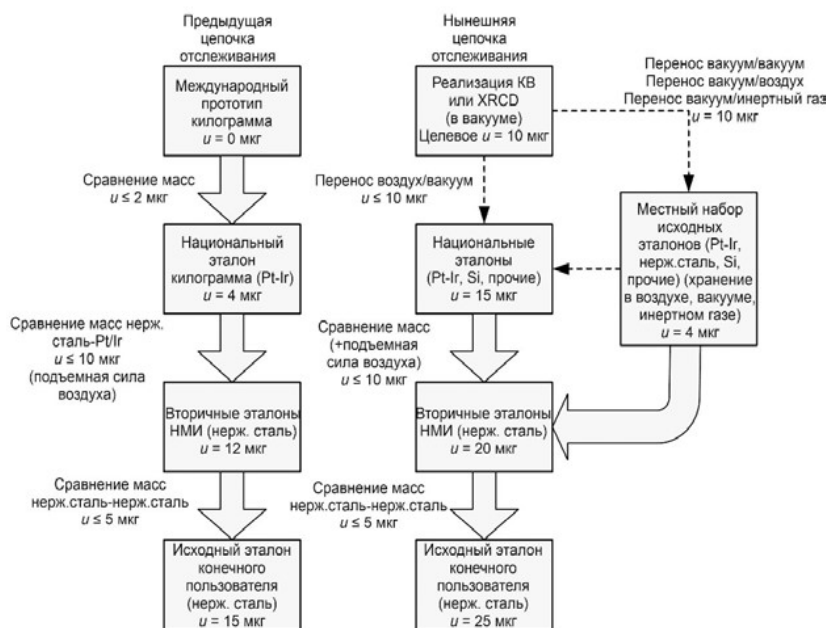 Предыдущая
цепочка
отслеживания
Международный
прототип
килограмма
u = 0 мкг
Сравнение масс
u ≤ 2 мкг
Национальный
эталон
килограмма (Pt-Ir)
u = 4 мкг
Сравнение масс нерж.
сталь-Pt/Ir
u ≤ 10 мкг
(подъемная сила
воздуха)
Вторичные эталоны
НМИ (нерж. сталь)
u = 12 мкг
Сравнение масс
нерж.сталь-нерж.сталь
u ≤ 5 мкг
Исходный эталон
конечного
пользователя
(нерж. сталь)
u = 15 мкг
Нынешняя
цепочка
отслеживания
Реализация КВ
или XRCD
(в вакууме)
Целевое u = 10 мкг
Перенос воздух/вакуум
u ≤ 10 мкг
Национальные
эталоны
(Pt-Ir, Si, прочие)
u = 15 мкг
Сравнение масс
(+подъемная
сила воздуха)
u ≤ 10 мкг
Вторичные эталоны
НМИ (нерж. сталь)
u = 20 мкг
Сравнение масс
нерж.сталь-нерж.сталь
u ≤ 5 мкг
Исходный эталон
конечного
пользователя
(нерж. сталь)
u = 25 мкг
Перенос вакуум/вакуум
Перенос вакуум/воздух
Перенос вакуум/инертный газ
u = 10 мкг
Местный набор
исходных
эталонов (Pt-Ir,
нерж.сталь, Si,
прочие) (хранение
в воздухе, вакууме,
инертном газе)
u = 4 мкг